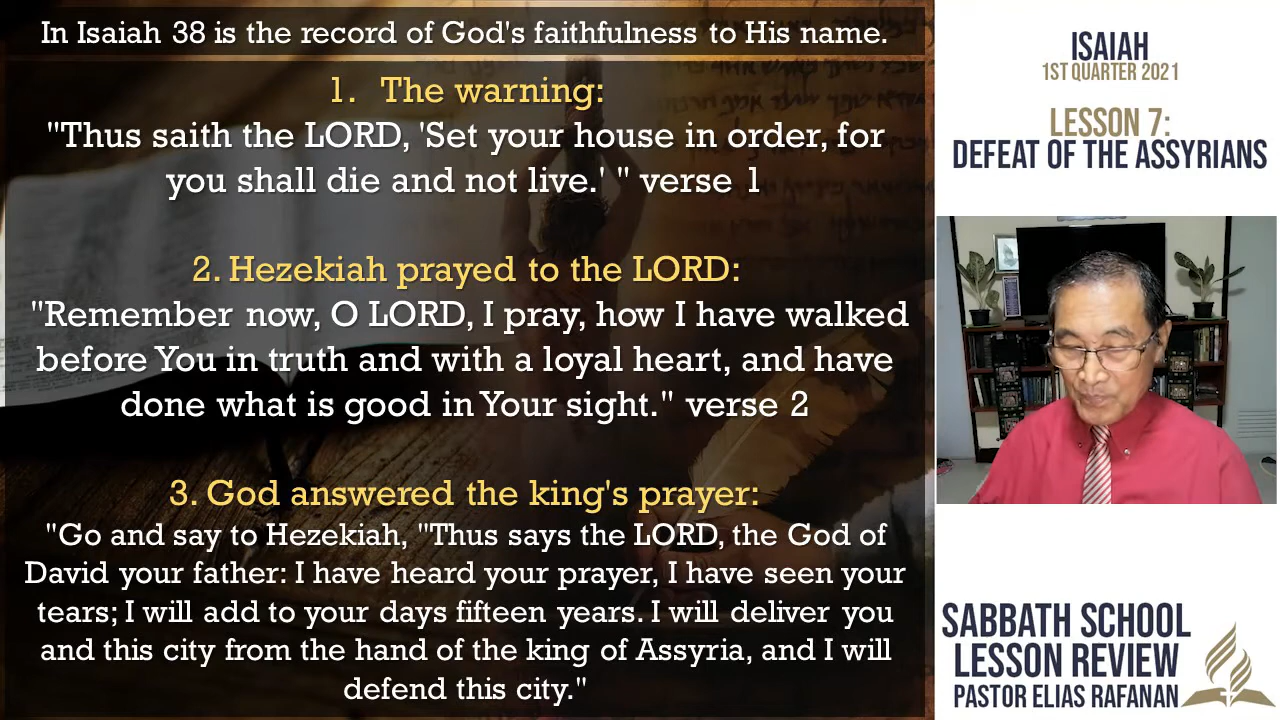 In Isaiah 38 is the record of God's faithfulness to His name.
1. The warning:
"Thus saith the LORD, 'Set your house in order, for
you shall die and not live.' " verse 1
2. Hezekiah prayed to the LORD:
"Remember now, O LORD, I pray, how I have walked
before You in truth and with a loyal heart, and have
done what is good in Your sight." verse 2
3. God answered the king's prayer:
"Go and say to Hezekiah, "Thus says the LORD, the God of
David your father: I have heard your prayer, I have seen your
tears; I will add to your days fifteen years. I will deliver you
and this city from the hand of the king of Assyria, and I will
defend this city."
ISAIAH
1ST QUARTER 2021
LESSON 7:
DEFEAT OF THE ASSYRIANS
SABBATH SCHOOL
LESSON REVIEW
PASTOR ELIAS RAFANAN